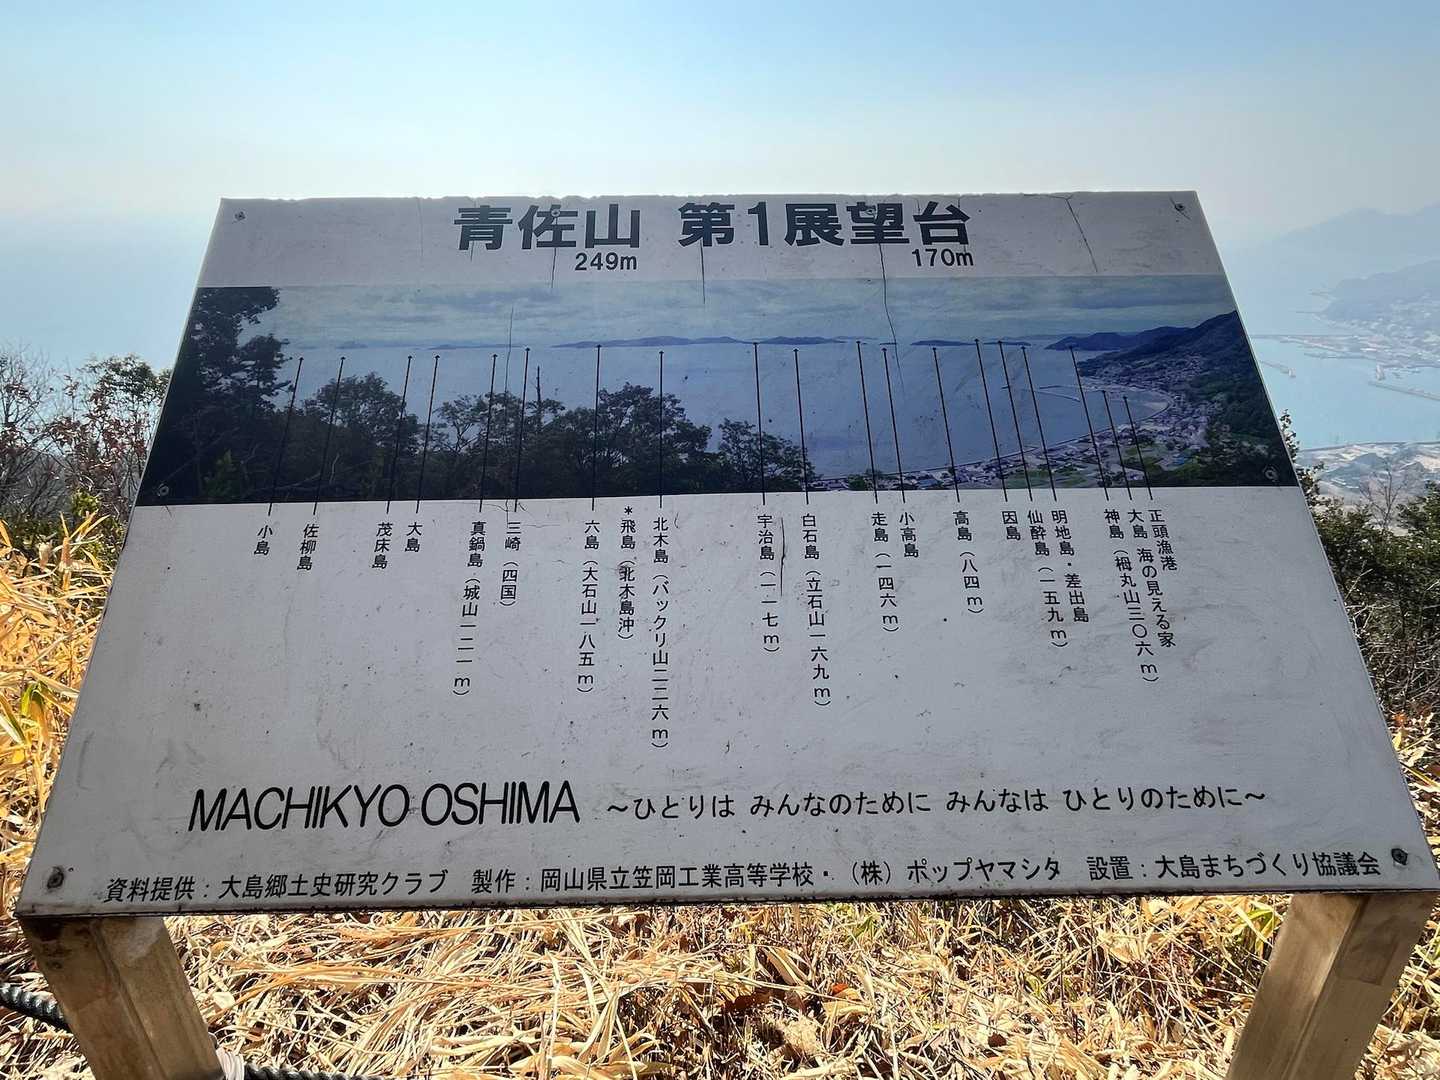 青佐山 第1展望台
249m 170m
小島
佐柳島
茂床島
大島
真鍋島（城山一二一ｍ）
三崎（四国）
六島（大石山一八五ｍ）
＊飛島（北木島沖）
北木島（バックリ山二二六ｍ）
宇治島（一一七ｍ）
白石島（立石山一六九ｍ）
走島（一四六ｍ）
小高島
高島（八四ｍ）
因島
仙酔島（一五九ｍ）
明地島・差出島
神島（栂丸山三〇六ｍ）
大島 海の見える家
正頭漁港
MACHIKYO OSHIMA ～ひとりは みんなのために みんなは ひとりのために～
資料提供：大島郷土史研究クラブ 製作：岡山県立笠岡工業高等学校・（株）ポップヤマシタ 設置：大島まちづくり協議会